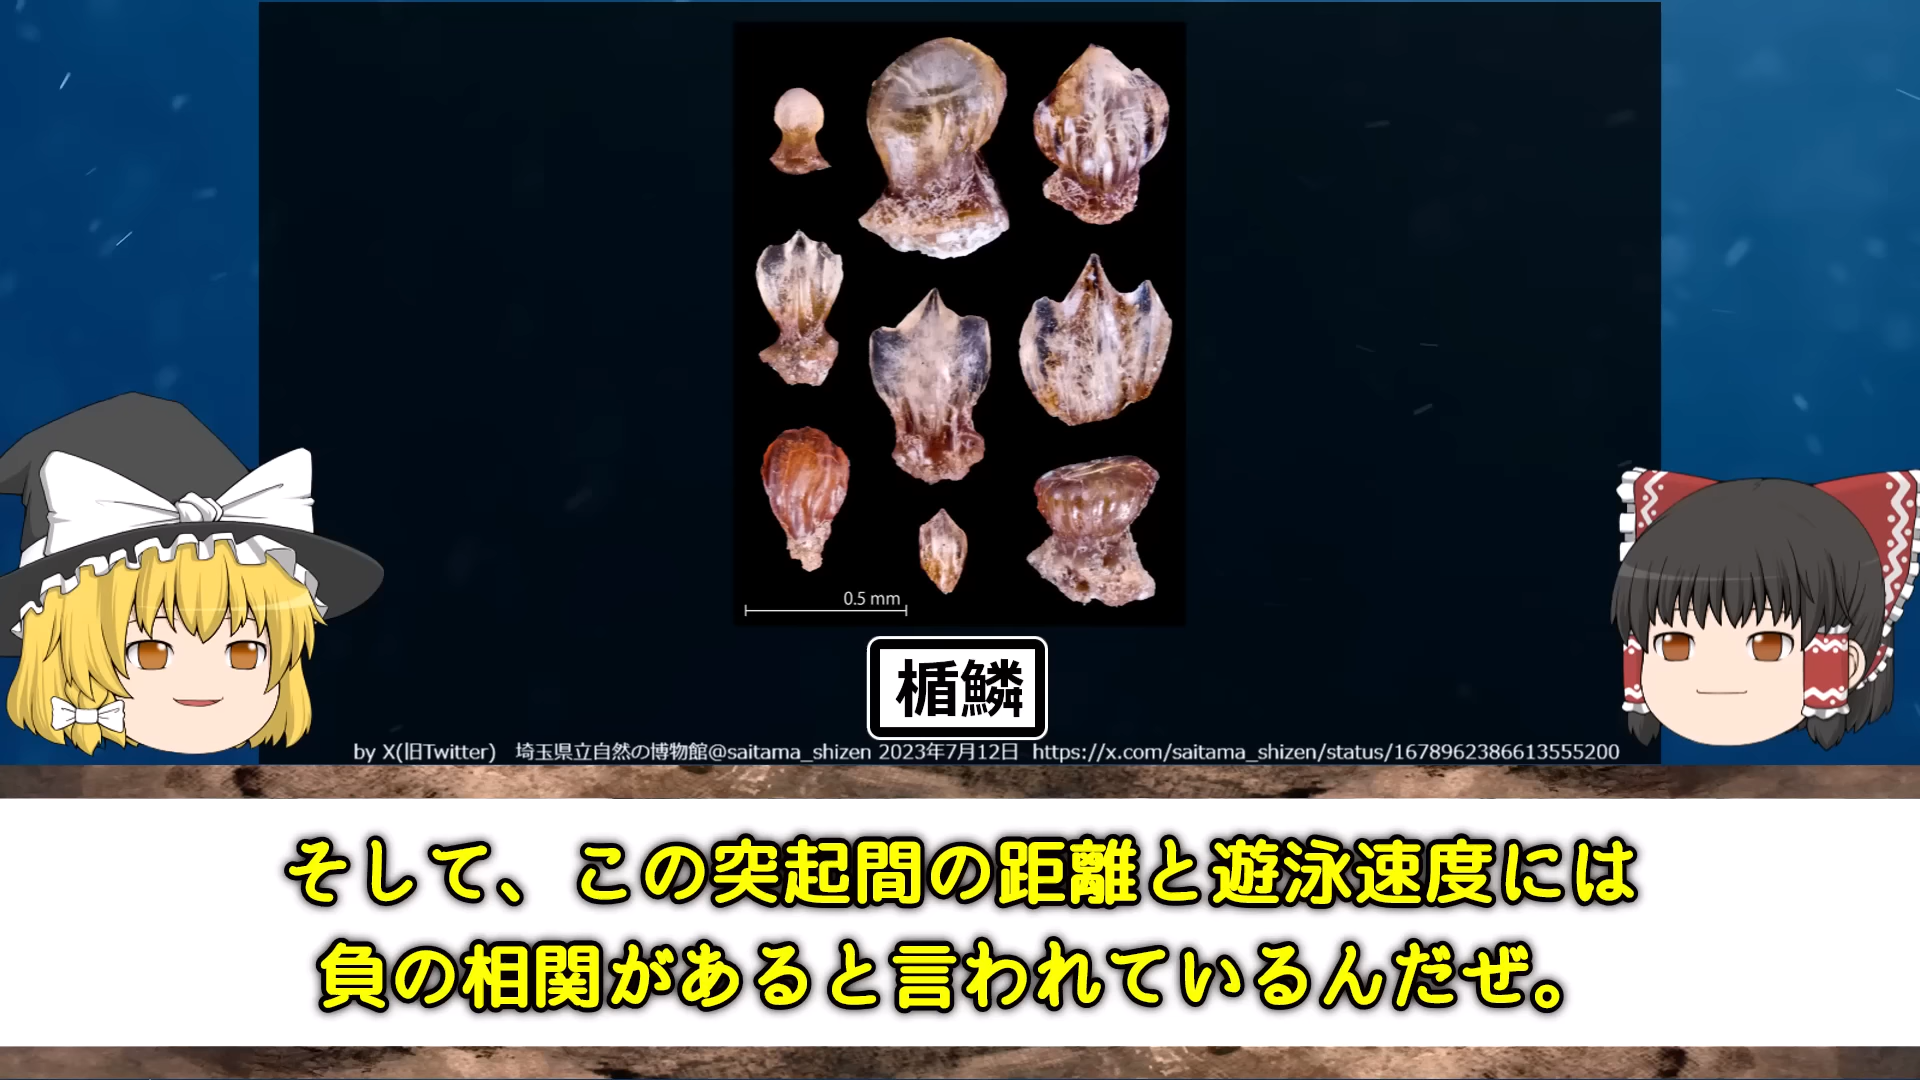 0.5 mm
楯鱗
by X(旧Twitter) 埼玉県立自然の博物館@saitama_shizen 2023年7月12日 https://x.com/saitama_shizen/status/1678962386613555200
そして、この突起間の距離と遊泳速度には
負の相関があると言われているんだぜ。